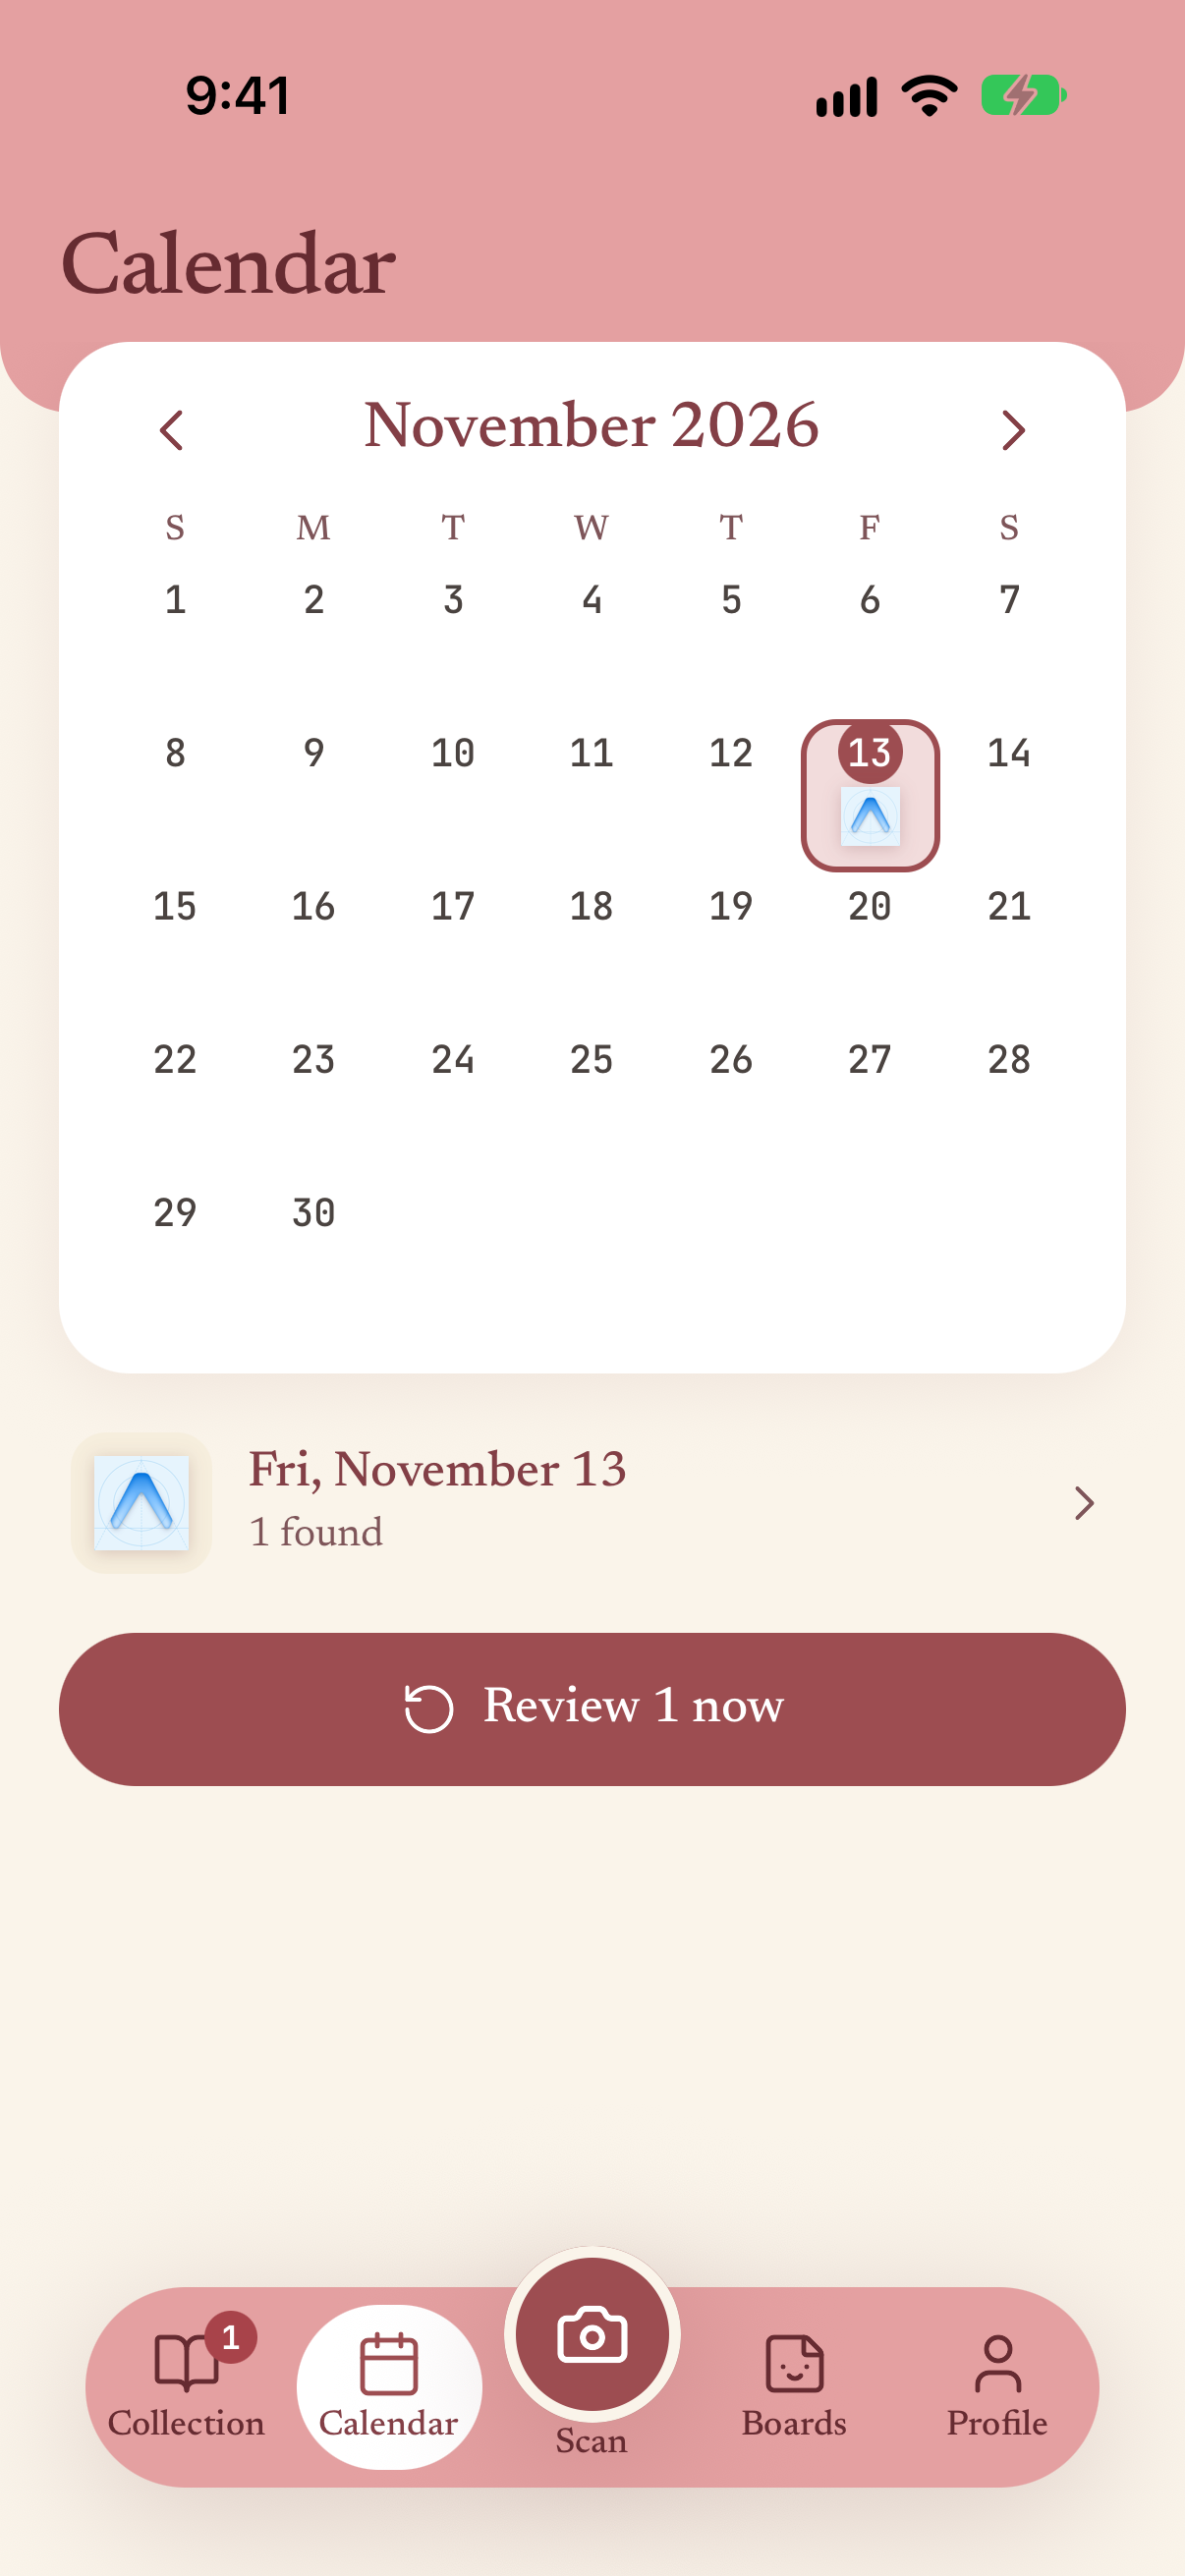 9:41
Calendar
November 2026
S M T W T F S
1 2 3 4 5 6 7
8 9 10 11 12 13 14
15 16 17 18 19 20 21
22 23 24 25 26 27 28
29 30
Fri, November 13
1 found
Review 1 now
1
Collection Calendar Scan Boards Profile